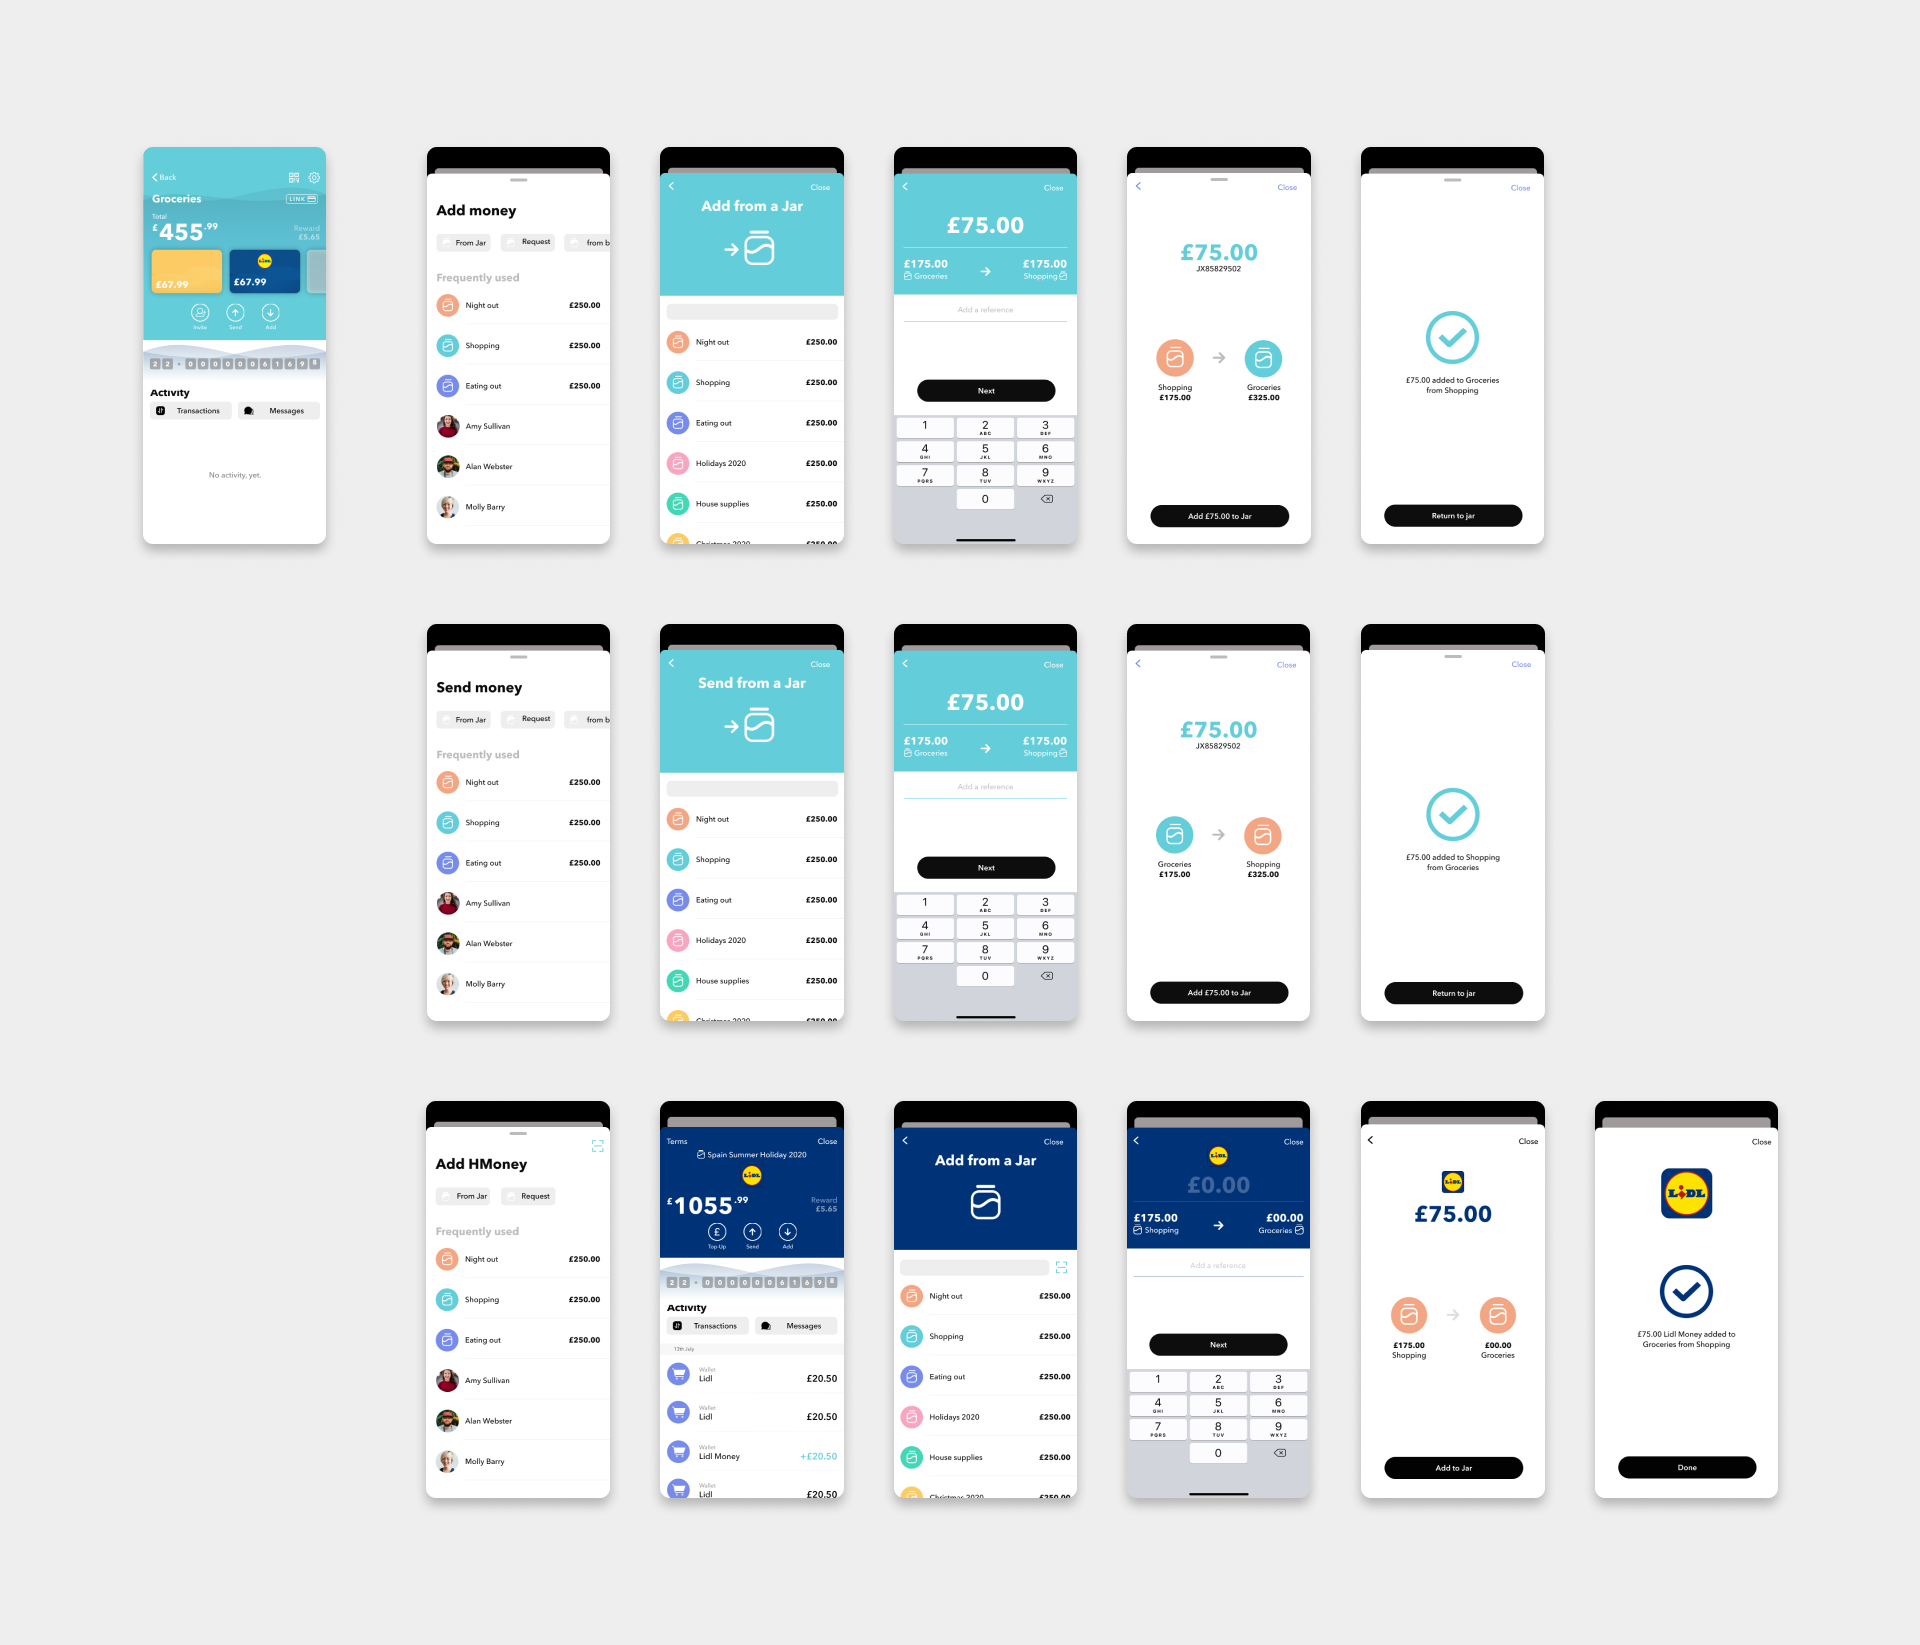 Back
Groceries
LINK
Total
£455.99
Reward
£5.65
£67.99
LIDL
£67.99
Invite
Send
Add
22-00000061698
Activity
Transactions
Messages
No activity, yet.
Add money
From Jar
Request
from b
Frequently used
Night out £250.00
Shopping £250.00
Eating out £250.00
Amy Sullivan
Alan Webster
Molly Barry
Close
Add from a Jar
Night out £250.00
Shopping £250.00
Eating out £250.00
Holidays 2020 £250.00
House supplies £250.00
Christmas 2020 £250.00
Close
£75.00
£175.00 £175.00
Groceries Shopping
Add a reference
Next
1 2 3
ABC DEF
4 5 6
GHI JKL MNO
7 8 9
PQRS TUV WXYZ
0
Close
£75.00
JX85829502
Shopping Groceries
£175.00 £325.00
Add £75.00 to Jar
Close
£75.00 added to Groceries
from Shopping
Return to jar
Send money
From Jar
Request
from b
Frequently used
Night out £250.00
Shopping £250.00
Eating out £250.00
Amy Sullivan
Alan Webster
Molly Barry
Close
Send from a Jar
Night out £250.00
Shopping £250.00
Eating out £250.00
Holidays 2020 £250.00
House supplies £250.00
Christmas 2020 £250.00
Close
£75.00
£175.00 £175.00
Groceries Shopping
Add a reference
Next
1 2 3
ABC DEF
4 5 6
GHI JKL MNO
7 8 9
PQRS TUV WXYZ
0
Close
£75.00
JX85829502
Groceries Shopping
£175.00 £325.00
Add £75.00 to Jar
Close
£75.00 added to Shopping
from Groceries
Return to jar
Add HMoney
From Jar
Request
Frequently used
Night out £250.00
Shopping £250.00
Eating out £250.00
Amy Sullivan
Alan Webster
Molly Barry
Terms Close
Spain Summer Holiday 2020
LIDL
£1055.99
Reward
£5.65
£
Top-Up Send Add
22-00000061698
Activity
Transactions
Messages
13th July
Wallet
Lidl £20.50
Wallet
Lidl £20.50
Wallet
Lidl Money +£20.50
Wallet
Lidl £20.50
Close
Add from a Jar
Night out £250.00
Shopping £250.00
Eating out £250.00
Holidays 2020 £250.00
House supplies £250.00
Christmas 2020 £250.00
Close
LIDL
£0.00
£175.00 £00.00
Shopping Groceries
Add a reference
Next
1 2 3
ABC DEF
4 5 6
GHI JKL MNO
7 8 9
PQRS TUV WXYZ
0
Close
LIDL
£75.00
£175.00 £00.00
Shopping Groceries
Add to Jar
Close
LIDL
£75.00 Lidl Money added to
Groceries from Shopping
Done